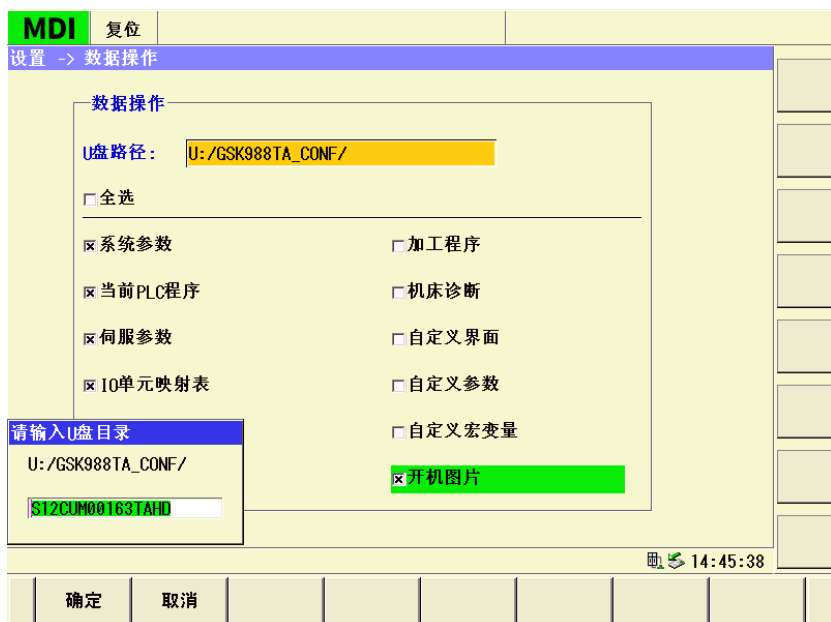 MDI 复位
设置 -> 数据操作
数据操作
U盘路径: U:/GSK988TA_CONF/
全选
系统参数 加工程序
当前PLC程序 机床诊断
伺服参数 自定义界面
IO单元映射表 自定义参数
自定义宏变量
开机图片
请输入U盘目录
U:/GSK988TA_CONF/
S12CUM00163TAHD
14:45:38
确定 取消